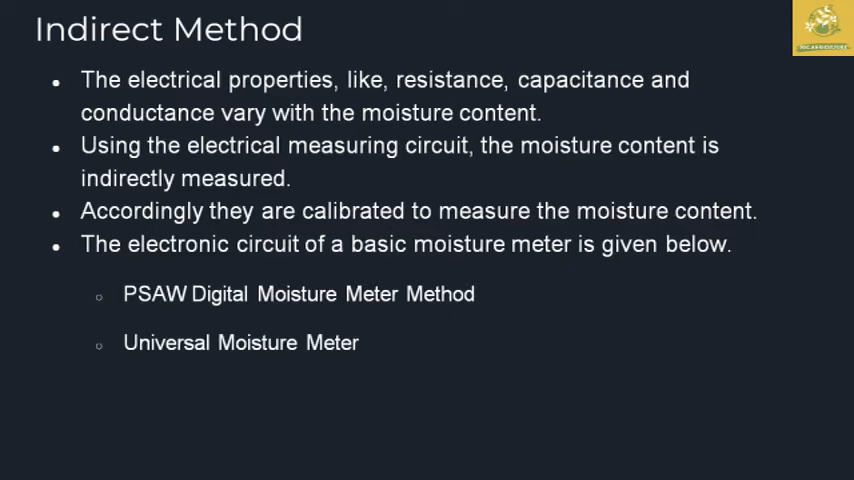 Indirect Method
The electrical properties, like, resistance, capacitance and
conductance vary with the moisture content.
Using the electrical measuring circuit, the moisture content is
indirectly measured.
Accordingly they are calibrated to measure the moisture content.
The electronic circuit of a basic moisture meter is given below.
PSAW Digital Moisture Meter Method
Universal Moisture Meter